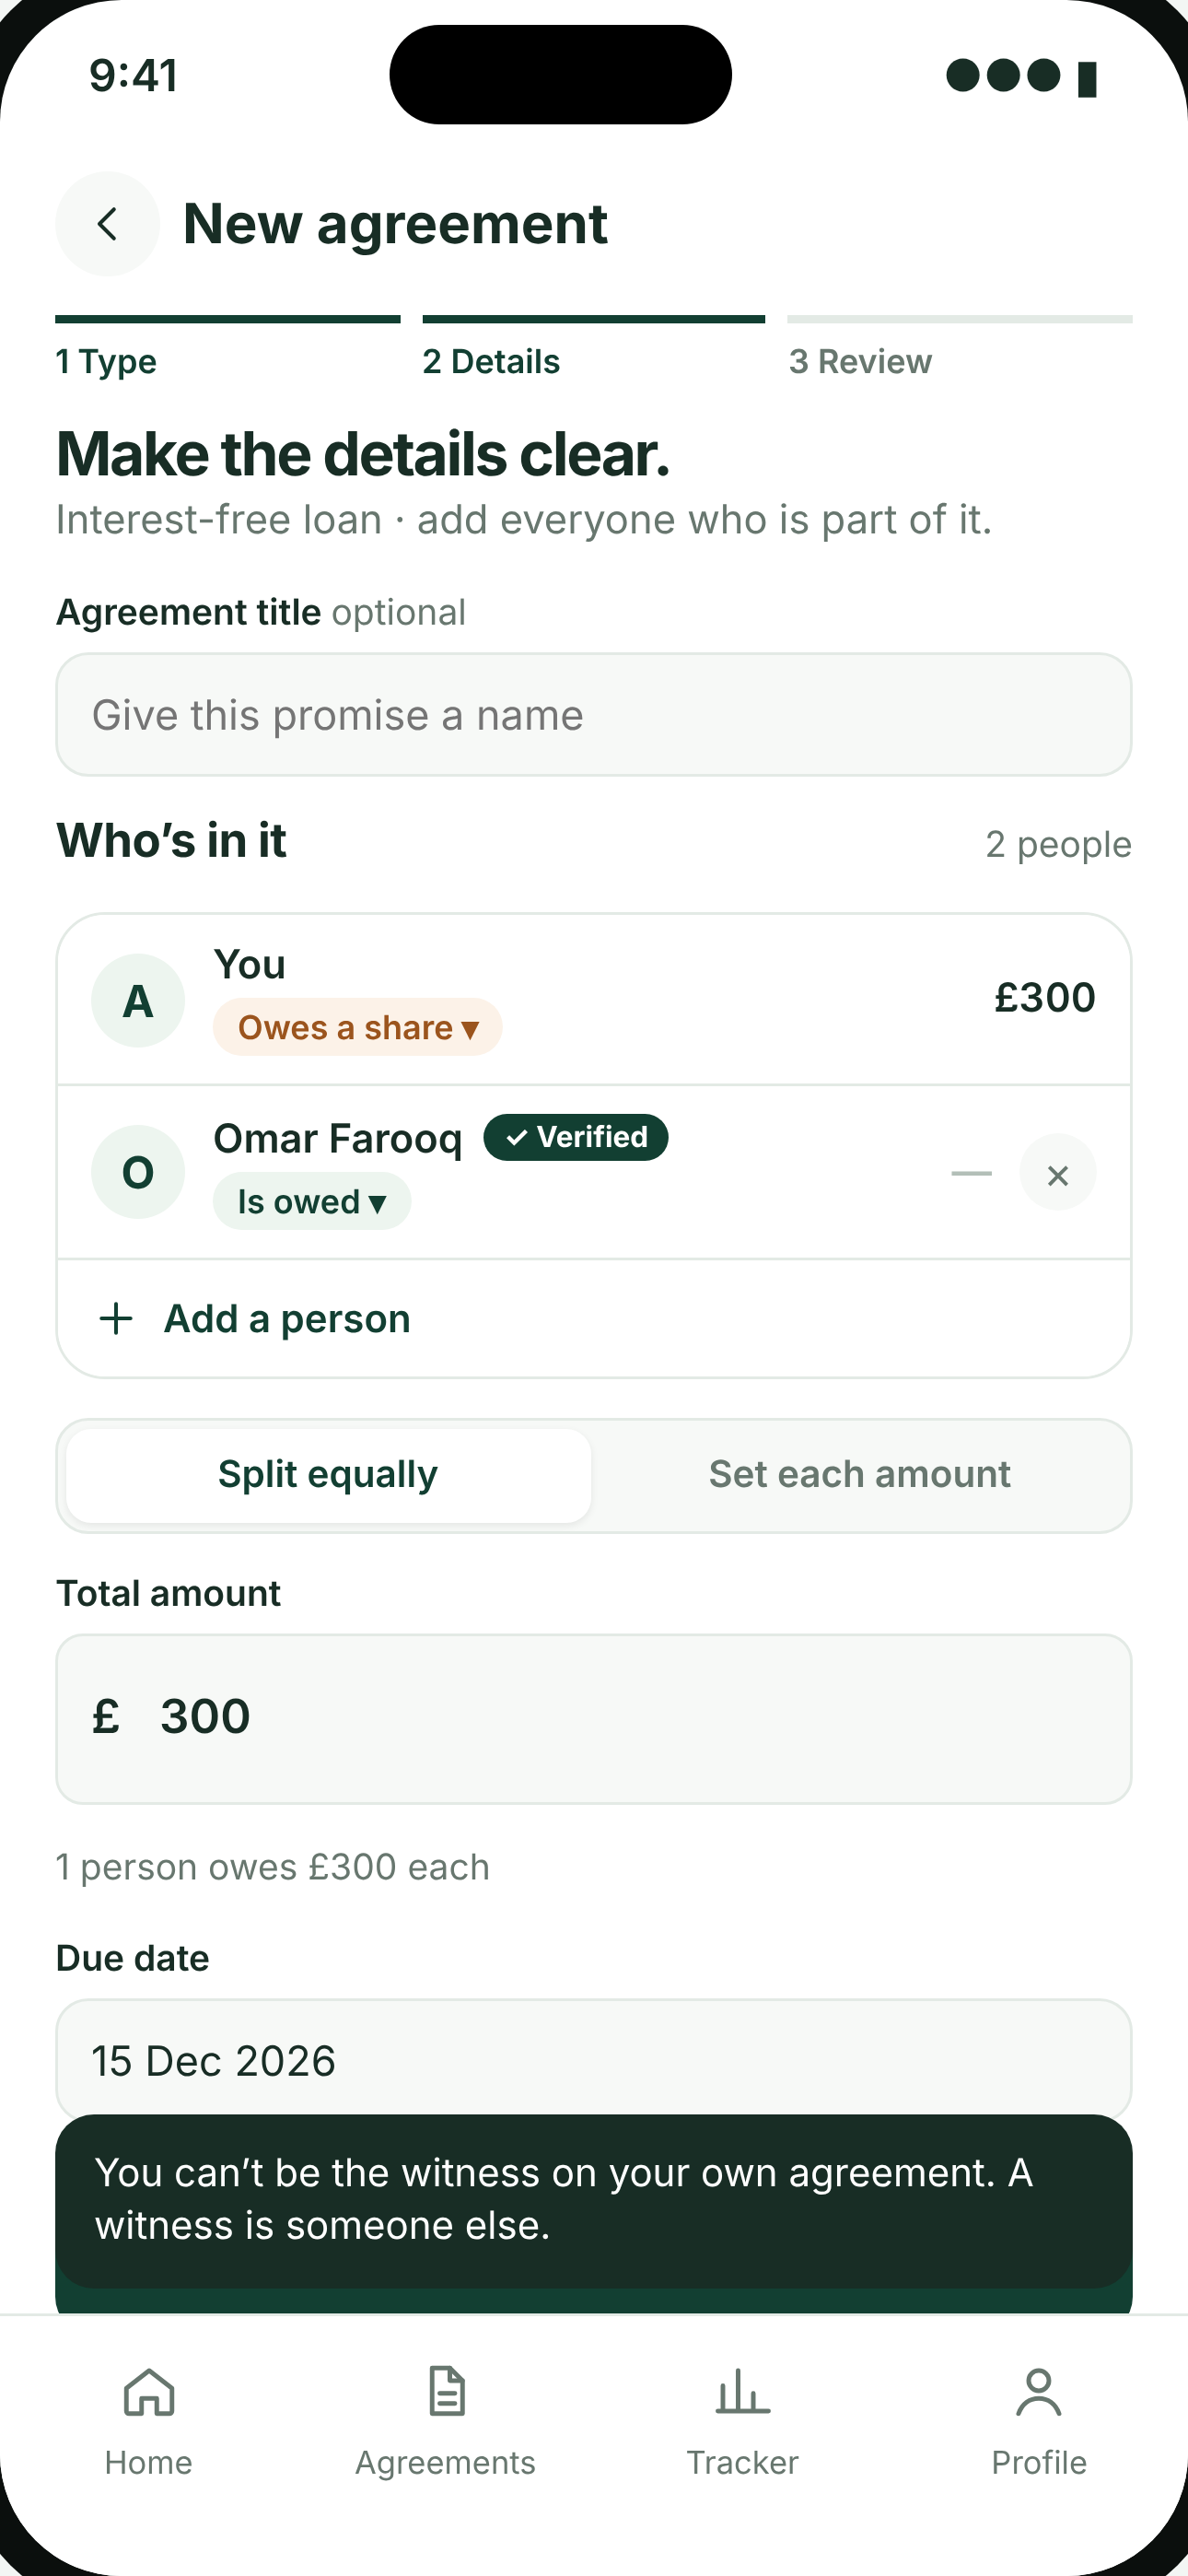 9:41
New agreement
1 Type
2 Details
3 Review
Make the details clear.
Interest-free loan · add everyone who is part of it.
Agreement title optional
Give this promise a name
Who’s in it
2 people
A
You
Owes a share ▾
£300
O
Omar Farooq
✓ Verified
Is owed ▾
—
×
+ Add a person
Split equally
Set each amount
Total amount
£ 300
1 person owes £300 each
Due date
15 Dec 2026
You can’t be the witness on your own agreement. A
witness is someone else.
Home
Agreements
Tracker
Profile